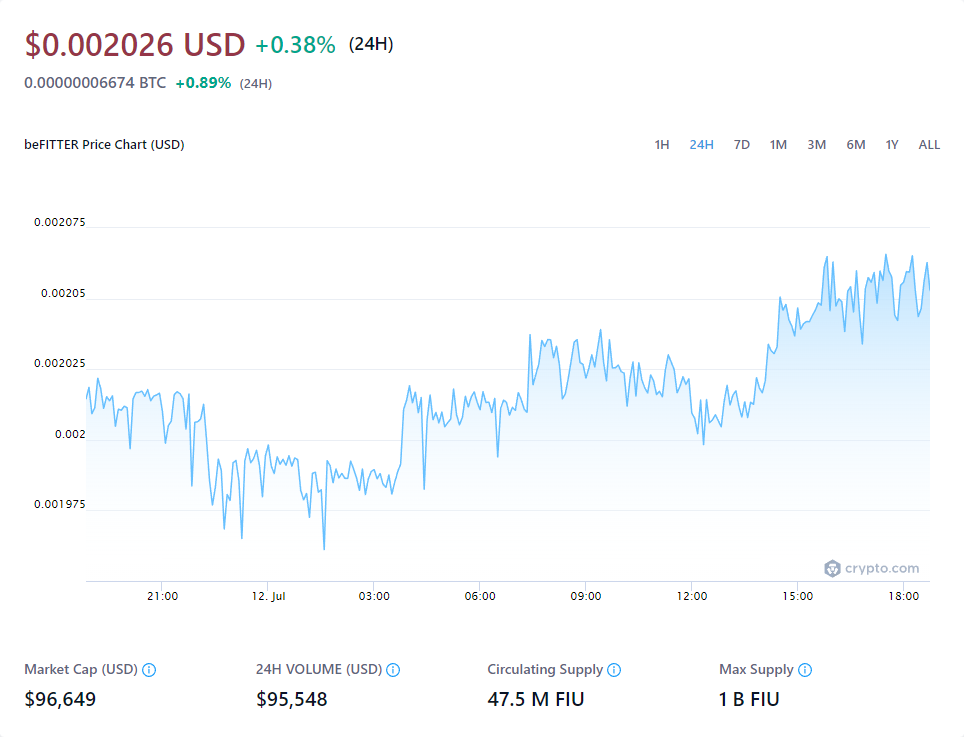 $0.002026 USD +0.38% (24H)
0.00000006674 BTC +0.89% (24H)
beFITTER Price Chart (USD) 1H 24H 7D 1M 3M 6M 1Y ALL
0.002075
0.00205
0.002025
0.002
0.001975
crypto.com
21:00 12. Jul 03:00 06:00 09:00 12:00 15:00 18:00
Market Cap (USD) 24H VOLUME (USD) Circulating Supply Max Supply
$96,649 $95,548 47.5 M FIU 1 B FIU